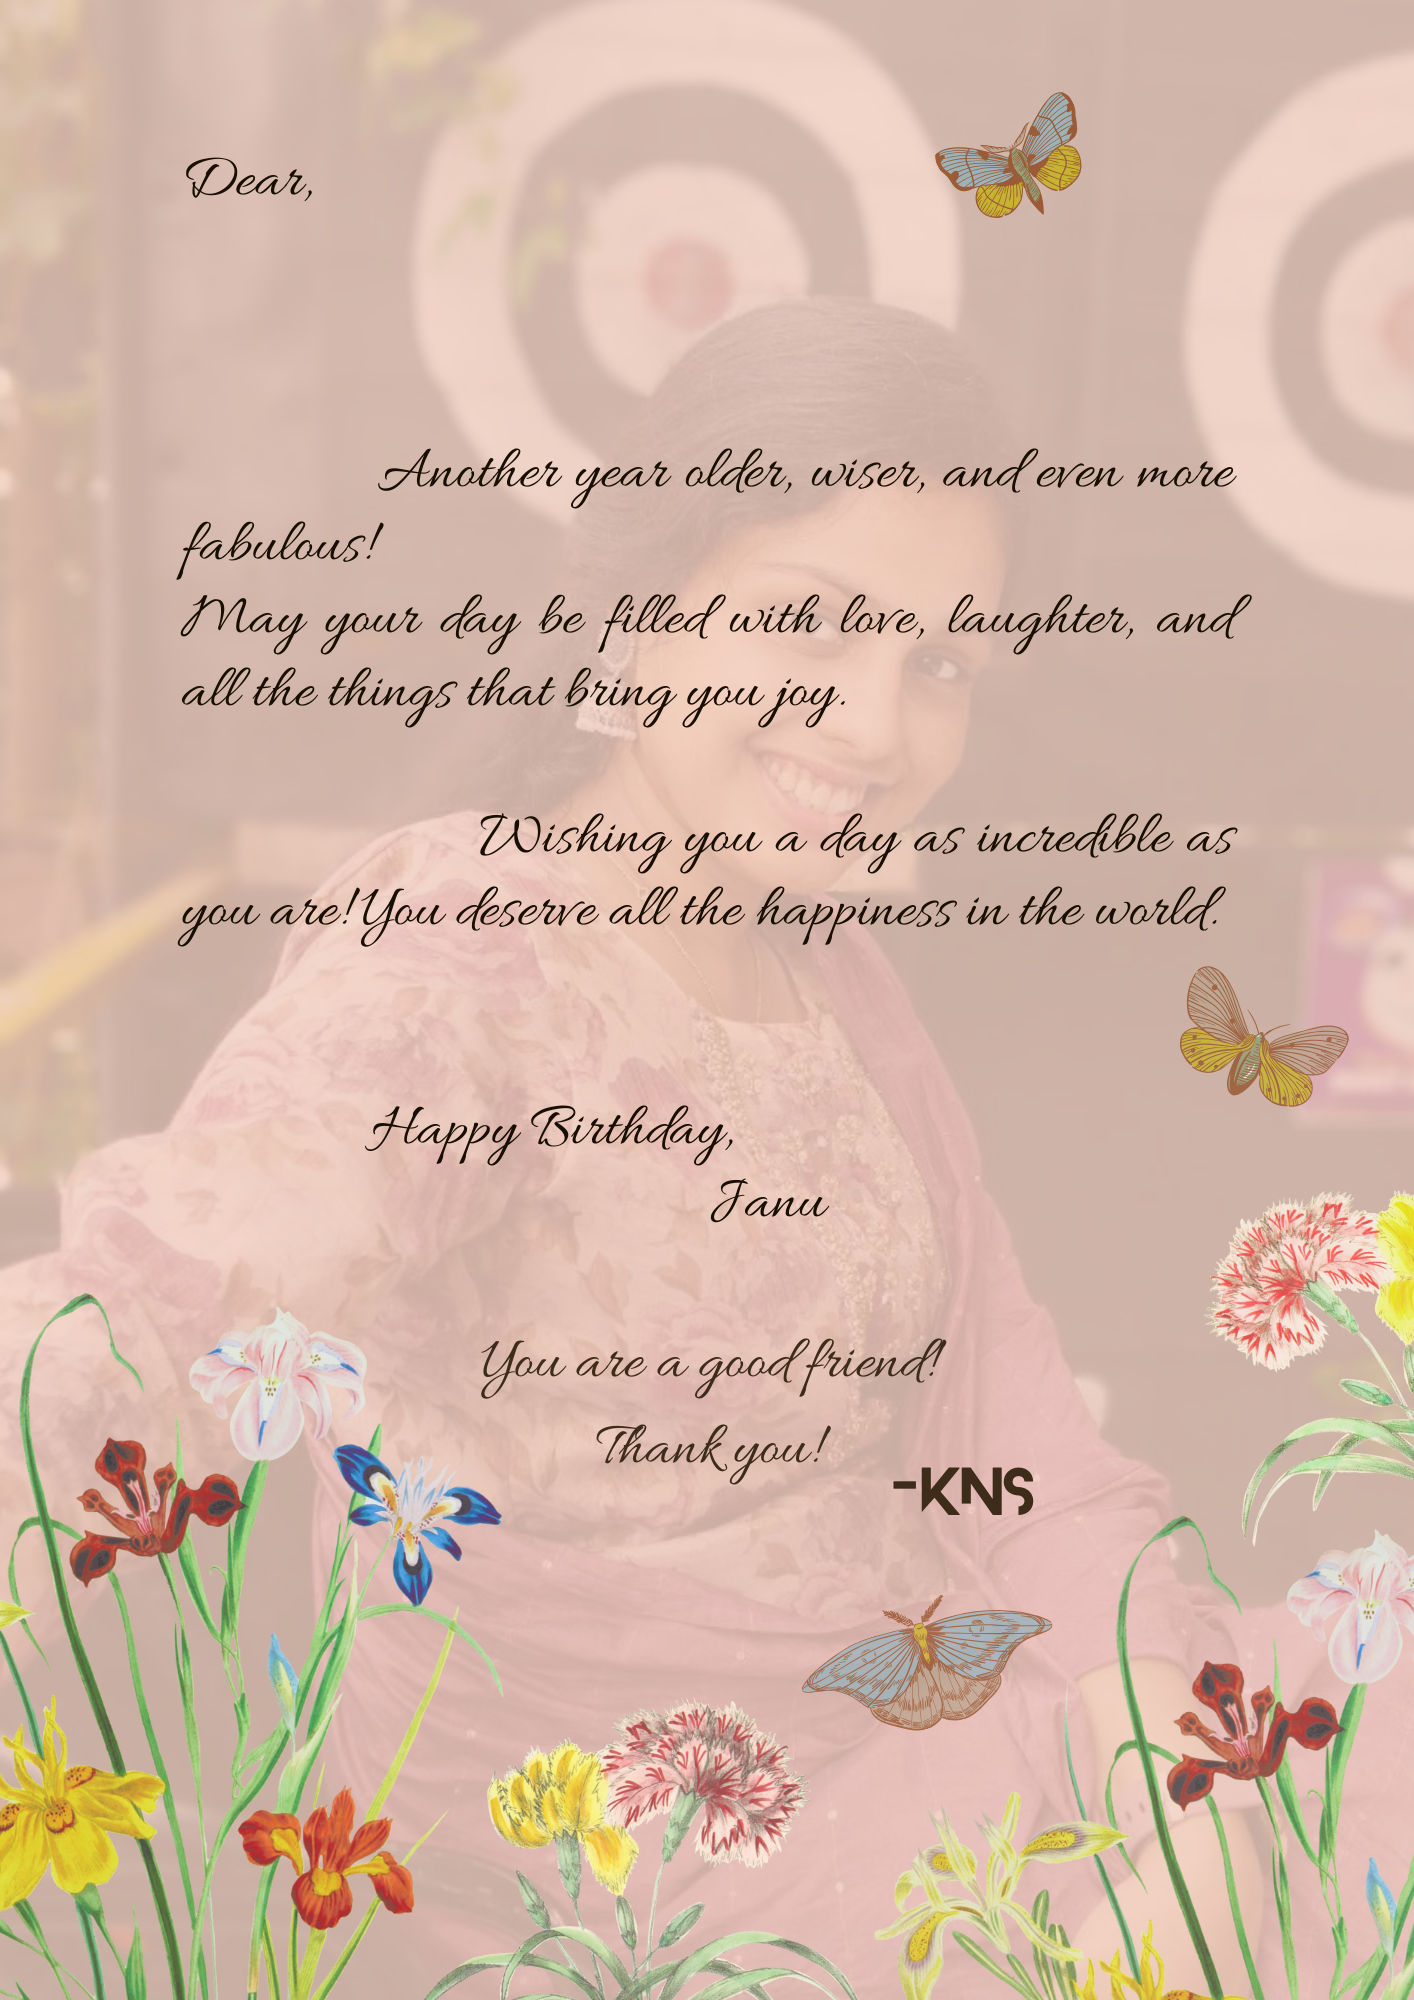 Dear,
Another year older, wiser, and even more
fabulous!
May your day be filled with love, laughter, and
all the things that bring you joy.
Wishing you a day as incredible as
you are!You deserve all the happiness in the world.
Happy Birthday,
Janu
You are a good friend!
Thank you!
-KNS